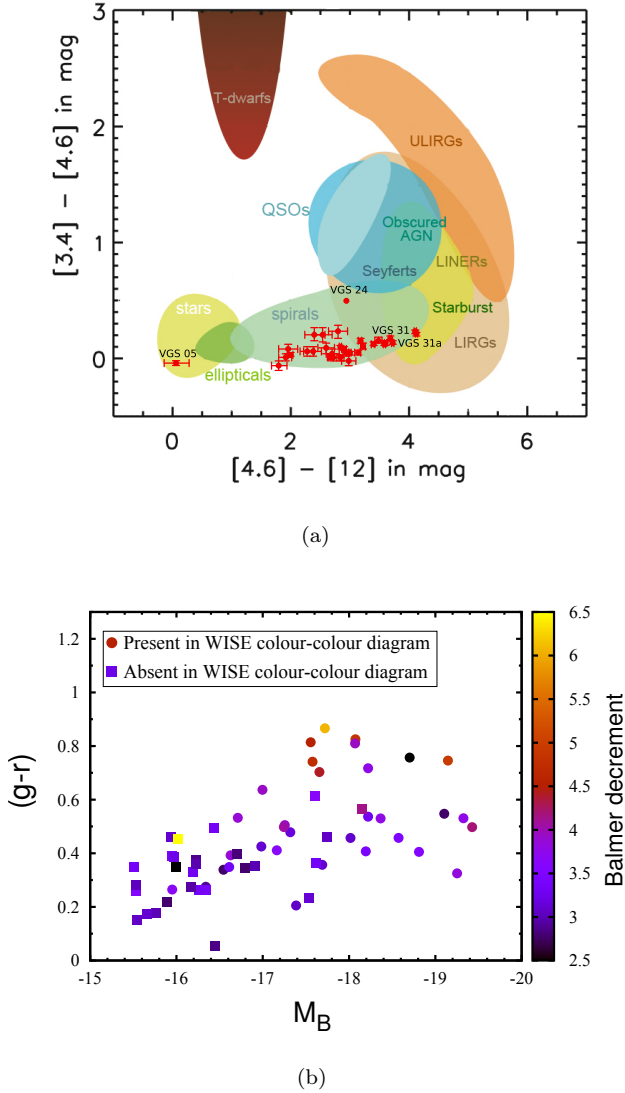 3
2
1
0
[3.4] − [4.6] in mag
T-dwarfs
ULIRGs
QSOs
Obscured
AGN
LINERs
Seyferts
VGS 24
stars
spirals
Starburst
VGS 31
VGS 31a
LIRGs
VGS 05
ellipticals
0 2 4 6
[4.6] − [12] in mag
(a)
Present in WISE colour-colour diagram
Absent in WISE colour-colour diagram
1.2
1
0.8
0.6
0.4
0.2
0
(g-r)
-15 -16 -17 -18 -19 -20
M_B
6.5
6
5.5
5
4.5
4
3.5
3
2.5
Balmer decrement
(b)